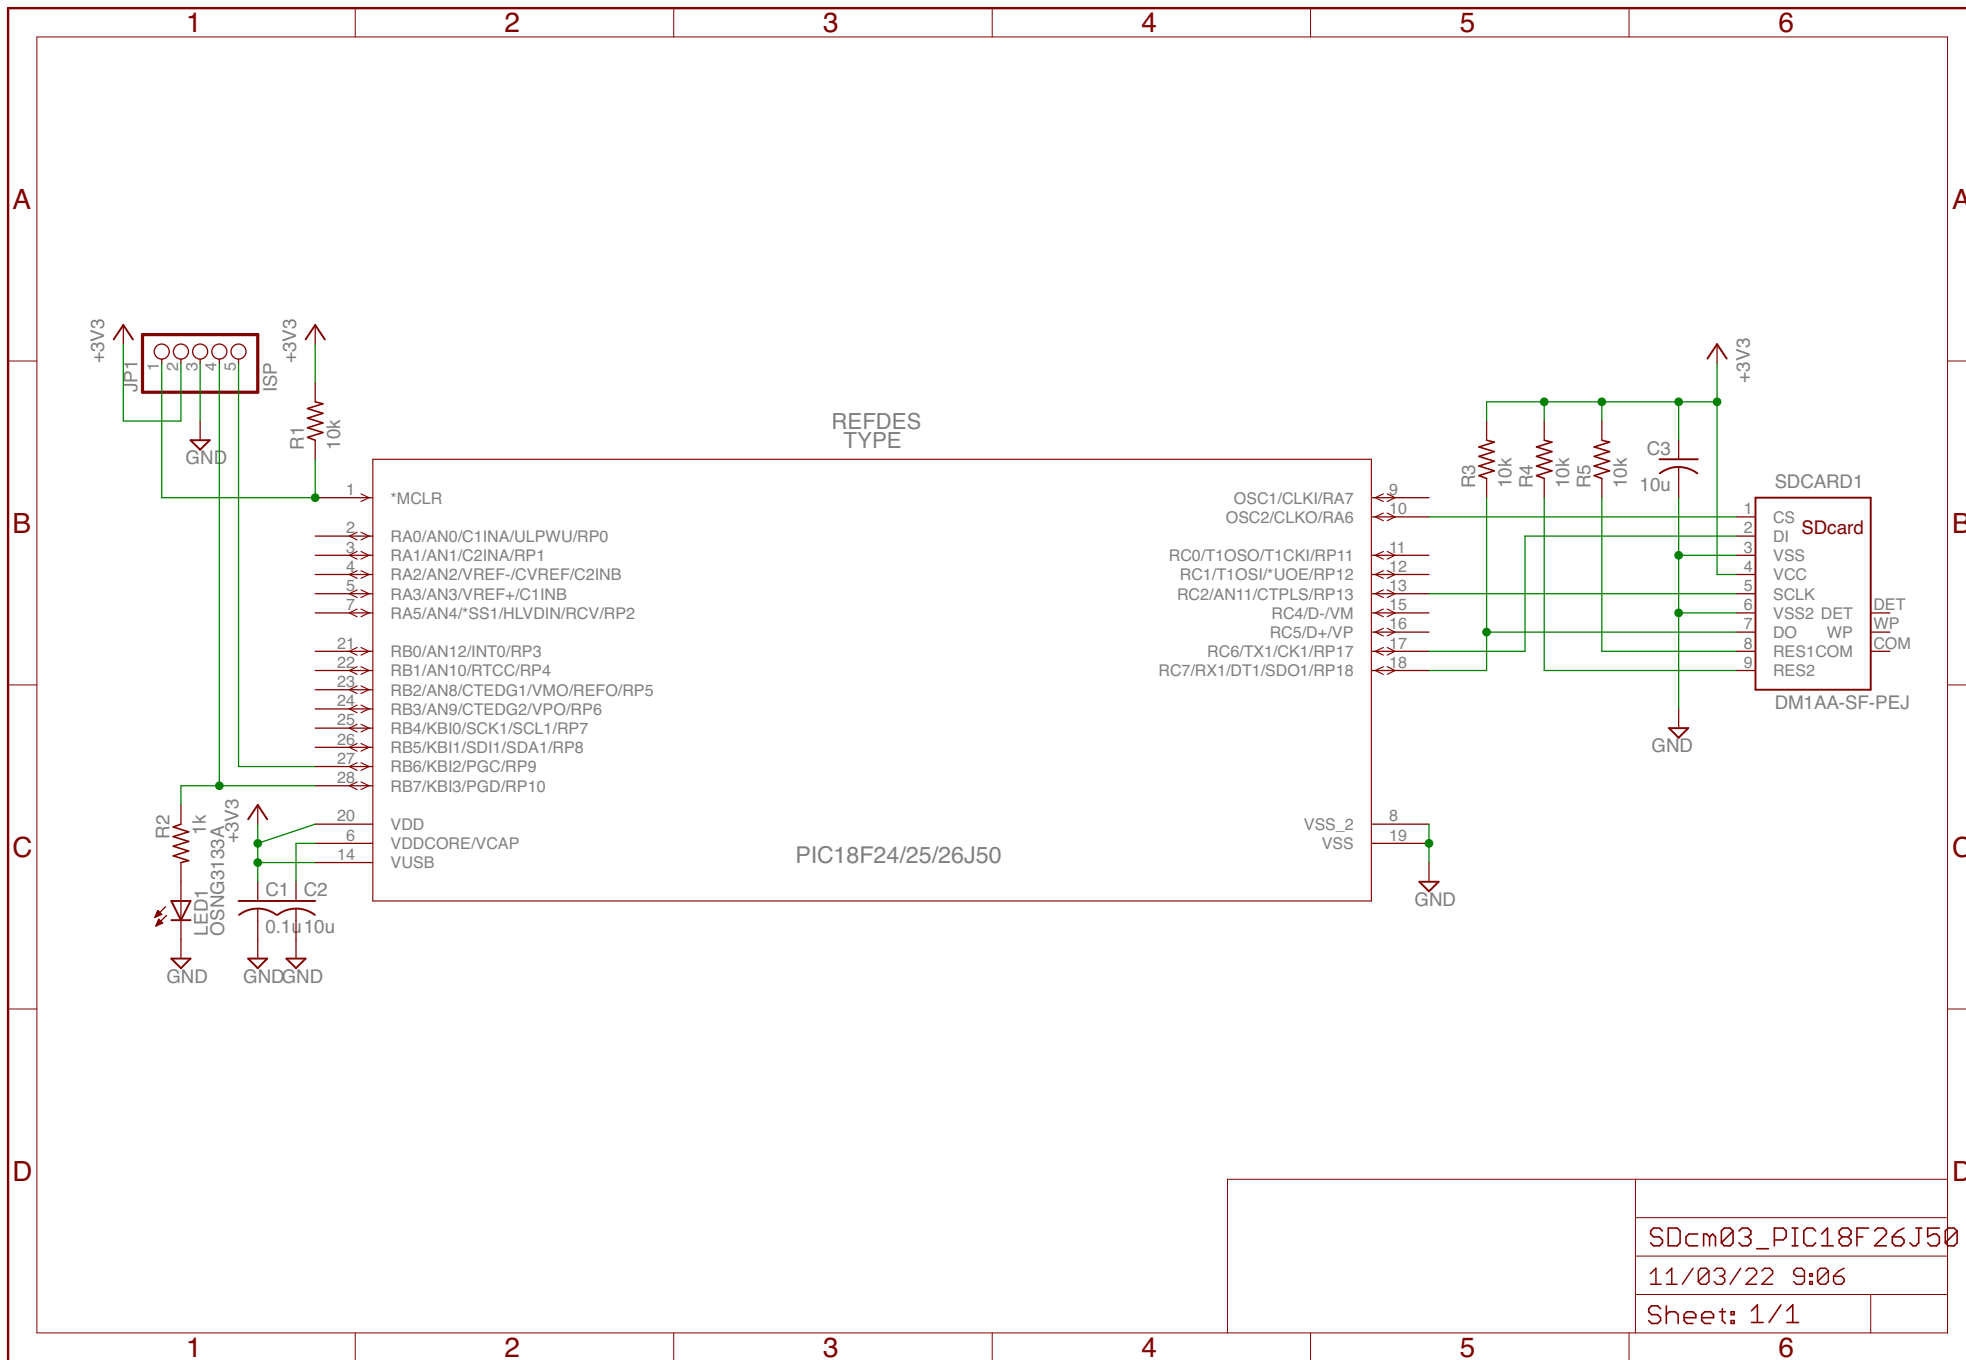 1 2 3 4 5 6
A A
+3V3
JP1
1 2 3 4 5
ISP
+3V3
GND
R1
10k
REFDES
TYPE
+3V3
R3
10k
R4
10k
R5
10k
C3
10u
SDCARD1
B B
1 *MCLR
2 RA0/AN0/C1INA/ULPWU/RP0
3 RA1/AN1/C2INA/RP1
4 RA2/AN2/VREF-/CVREF/C2INB
5 RA3/AN3/VREF+/C1INB
7 RA5/AN4/*SS1/HLVDIN/RCV/RP2
21 RB0/AN12/INT0/RP3
22 RB1/AN10/RTCC/RP4
23 RB2/AN8/CTEDG1/VMO/REFO/RP5
24 RB3/AN9/CTEDG2/VPO/RP6
25 RB4/KBI0/SCK1/SCL1/RP7
26 RB5/KBI1/SDI1/SDA1/RP8
27 RB6/KBI2/PGC/RP9
28 RB7/KBI3/PGD/RP10
20 VDD
6 VDDCORE/VCAP
14 VUSB
OSC1/CLKI/RA7 9
OSC2/CLKO/RA6 10
RC0/T1OSO/T1CKI/RP11 11
RC1/T1OSI/*UOE/RP12 12
RC2/AN11/CTPLS/RP13 13
RC4/D-/VM 15
RC5/D+/VP 16
RC6/TX1/CK1/RP17 17
RC7/RX1/DT1/SDO1/RP18 18
VSS_2 8
VSS 19
GND
PIC18F24/25/26J50
1 CS
SDcard
2 DI
3 VSS
4 VCC
5 SCLK
6 VSS2 DET DET
7 DO WP WP
8 RES1COM COM
9 RES2
DM1AA-SF-PEJ
GND
C C
R2
1k
+3V3
LED1
OSNG3133A
C1 C2
0.1u 10u
GND GND GND
D D
SDcm03_PIC18F26J50
11/03/22 9:06
Sheet: 1/1
1 2 3 4 5 6